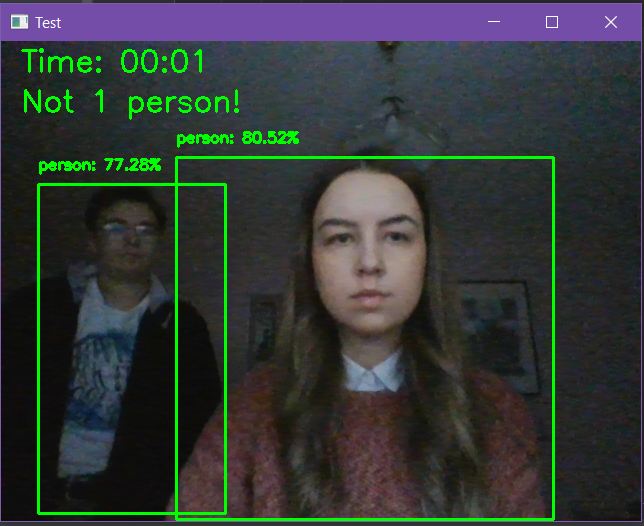 Test
Time: 00:01
Not 1 person!
person: 80.52%
person: 77.28%